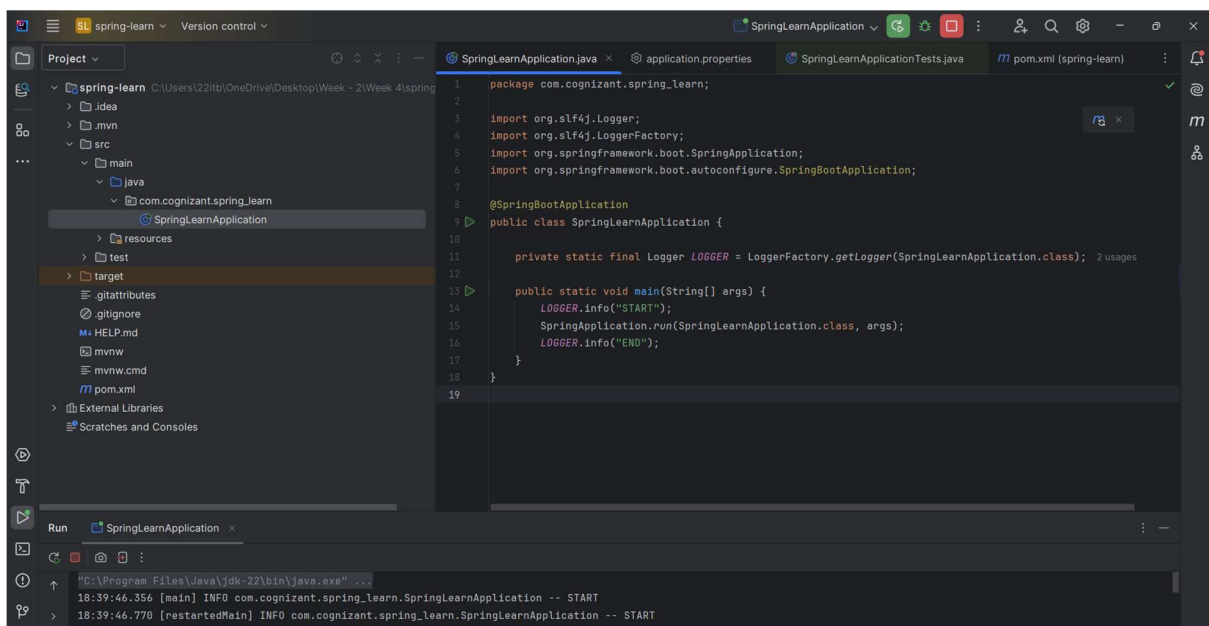 SL spring-learn Version control
SpringLearnApplication
Project
SpringLearnApplication.java
application.properties
SpringLearnApplicationTests.java
m pom.xml (spring-learn)
spring-learn C:\Users\22itb\OneDrive\Desktop\Week - 2\Week 4\spring
.idea
.mvn
src
main
java
com.cognizant.spring_learn
SpringLearnApplication
resources
test
target
.gitattributes
.gitignore
M↓ HELP.md
mvnw
mvnw.cmd
m pom.xml
External Libraries
Scratches and Consoles
1 package com.cognizant.spring_learn;
2
3 import org.slf4j.Logger;
4 import org.slf4j.LoggerFactory;
5 import org.springframework.boot.SpringApplication;
6 import org.springframework.boot.autoconfigure.SpringBootApplication;
7
8 @SpringBootApplication
9 public class SpringLearnApplication {
10
11 private static final Logger LOGGER = LoggerFactory.getLogger(SpringLearnApplication.class); 2 usages
12
13 public static void main(String[] args) {
14 LOGGER.info("START");
15 SpringApplication.run(SpringLearnApplication.class, args);
16 LOGGER.info("END");
17 }
18 }
19
m
Run SpringLearnApplication
"C:\Program Files\Java\jdk-22\bin\java.exe" ...
18:39:46.356 [main] INFO com.cognizant.spring_learn.SpringLearnApplication -- START
18:39:46.770 [restartedMain] INFO com.cognizant.spring_learn.SpringLearnApplication -- START